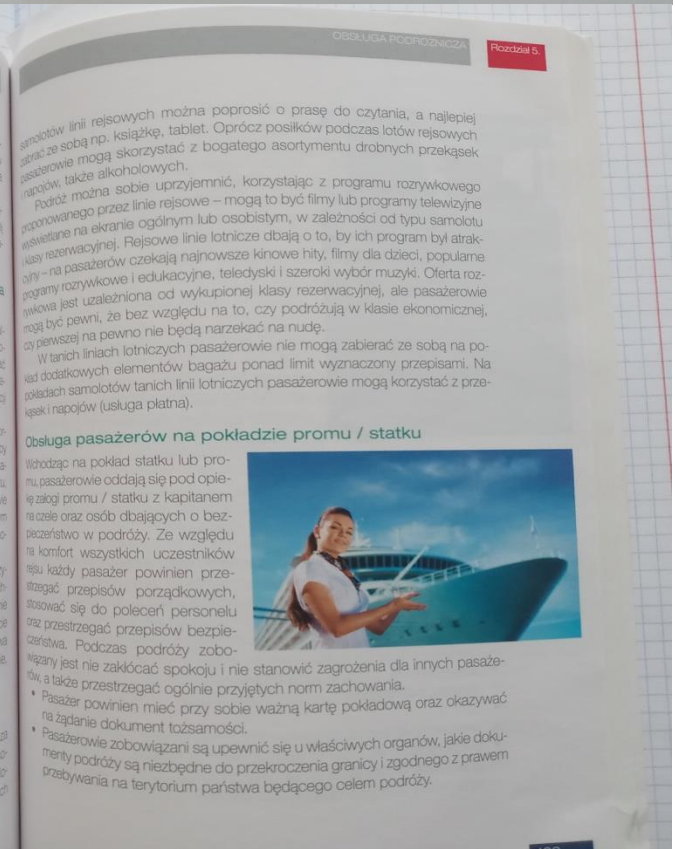 OBSŁUGA PODRÓŻNICZA
Rozdział 5.
samolotów linii rejsowych można poprosić o prasę do czytania, a najlepiej
zabrać ze sobą np. książkę, tablet. Oprócz posiłków podczas lotów rejsowych
pasażerowie mogą skorzystać z bogatego asortymentu drobnych przekąsek
i napojów, także alkoholowych.
Podróż można sobie uprzyjemnić, korzystając z programu rozrywkowego
proponowanego przez linie rejsowe – mogą to być filmy lub programy telewizyjne
wyświetlane na ekranie ogólnym lub osobistym, w zależności od typu samolotu
i klasy rezerwacyjnej. Rejsowe linie lotnicze dbają o to, by ich program był atrak-
cyjny – na pasażerów czekają najnowsze kinowe hity, filmy dla dzieci, popularne
programy rozrywkowe i edukacyjne, teledyski i szeroki wybór muzyki. Oferta roz-
rywkowa jest uzależniona od wykupionej klasy rezerwacyjnej, ale pasażerowie
mogą być pewni, że bez względu na to, czy podróżują w klasie ekonomicznej,
czy pierwszej na pewno nie będą narzekać na nudę.
W tanich liniach lotniczych pasażerowie nie mogą zabierać ze sobą na po-
kład dodatkowych elementów bagażu ponad limit wyznaczony przepisami. Na
pokładach samolotów tanich linii lotniczych pasażerowie mogą korzystać z prze-
kąsek i napojów (usługa płatna).
Obsługa pasażerów na pokładzie promu / statku
Wchodząc na pokład statku lub pro-
mu, pasażerowie oddają się pod opie-
kę załogi promu / statku z kapitanem
na czele oraz osób dbających o bez-
pieczeństwo w podróży. Ze względu
na komfort wszystkich uczestników
rejsu każdy pasażer powinien prze-
strzegać przepisów porządkowych,
stosować się do poleceń personelu
oraz przestrzegać przepisów bezpie-
czeństwa. Podczas podróży zobo-
wiązany jest nie zakłócać spokoju i nie stanowić zagrożenia dla innych pasaże-
rów, a także przestrzegać ogólnie przyjętych norm zachowania.
• Pasażer powinien mieć przy sobie ważną kartę pokładową oraz okazywać
na żądanie dokument tożsamości.
• Pasażerowie zobowiązani są upewnić się u właściwych organów, jakie doku-
menty podróży są niezbędne do przekroczenia granicy i zgodnego z prawem
przebywania na terytorium państwa będącego celem podróży.